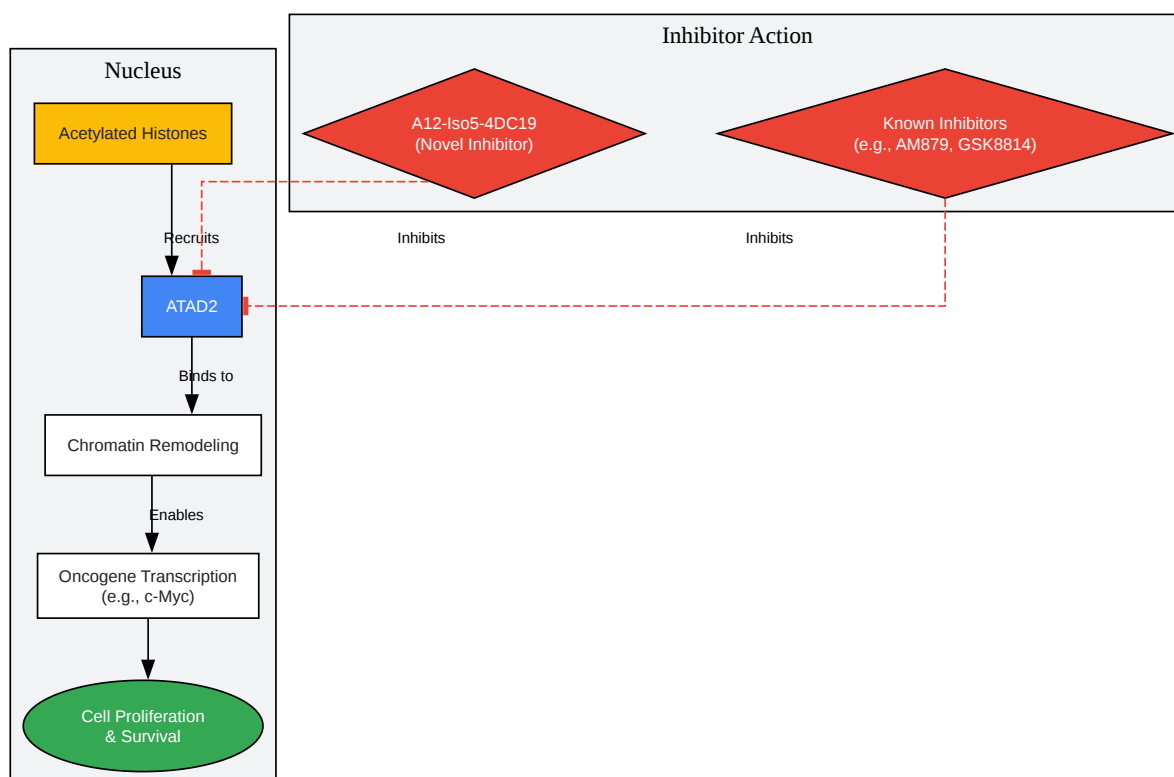 Inhibitor Action
Nucleus
Acetylated Histones
A12-Iso5-4DC19
(Novel Inhibitor)
Known Inhibitors
(e.g., AM879, GSK8814)
Recruits
Inhibits
Inhibits
ATAD2
Binds to
Chromatin Remodeling
Enables
Oncogene Transcription
(e.g., c-Myc)
Cell Proliferation
& Survival